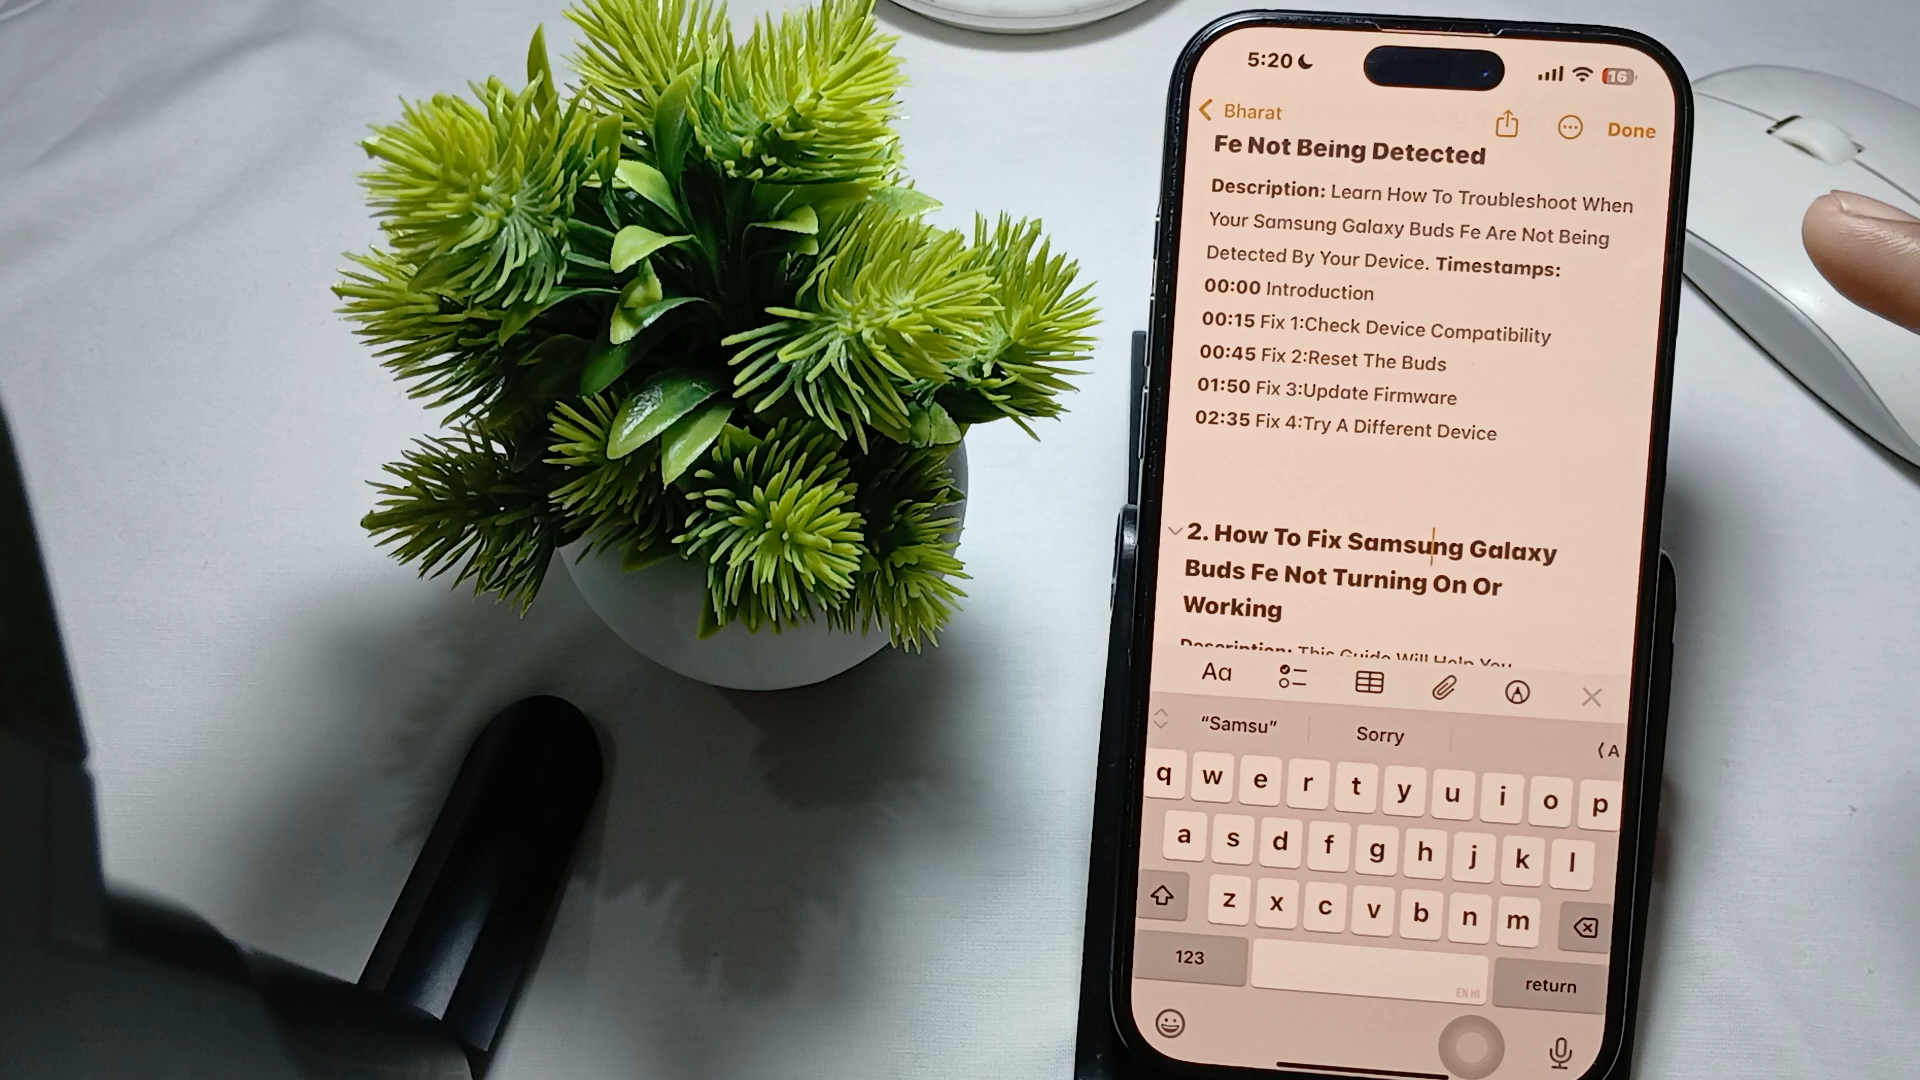 5:20
16
Bharat
Done
Fe Not Being Detected
Description: Learn How To Troubleshoot When
Your Samsung Galaxy Buds Fe Are Not Being
Detected By Your Device. Timestamps:
00:00 Introduction
00:15 Fix 1:Check Device Compatibility
00:45 Fix 2:Reset The Buds
01:50 Fix 3:Update Firmware
02:35 Fix 4:Try A Different Device
2. How To Fix Samsung Galaxy
Buds Fe Not Turning On Or
Working
Description: This Guide Will Help You
Aa
“Samsu” Sorry
q w e r t y u i o p
a s d f g h j k l
z x c v b n m
123
EN HI
return